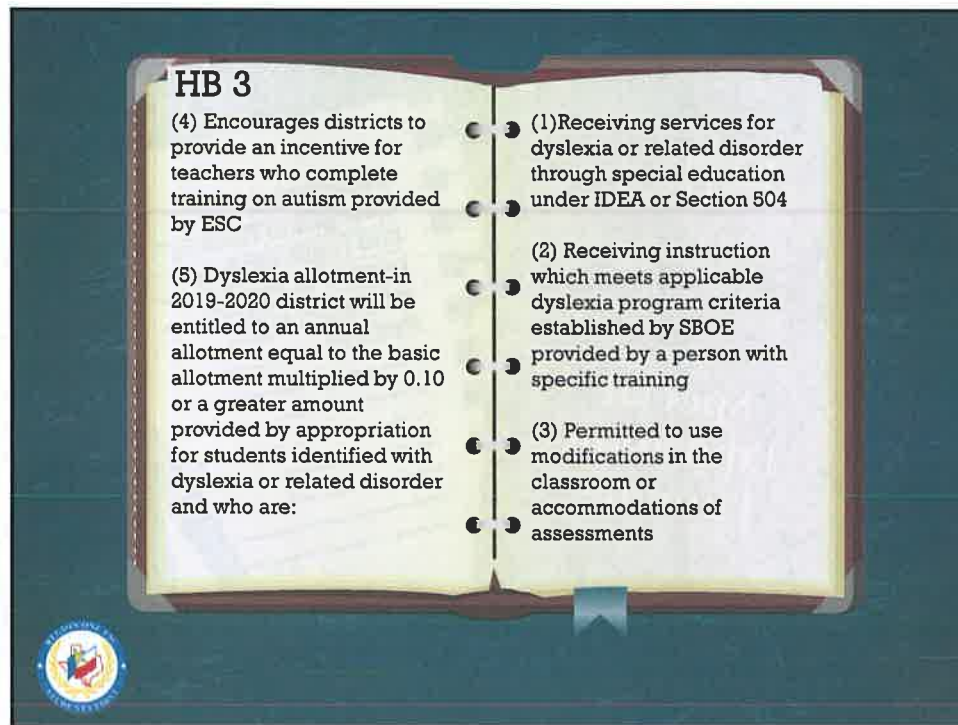 HB 3
(4) Encourages districts to
provide an incentive for
teachers who complete
training on autism provided
by ESC
(5) Dyslexia allotment-in
2019-2020 district will be
entitled to an annual
allotment equal to the basic
allotment multiplied by 0.10
or a greater amount
provided by appropriation
for students identified with
dyslexia or related disorder
and who are:
(1)Receiving services for
dyslexia or related disorder
through special education
under IDEA or Section 504
(2) Receiving instruction
which meets applicable
dyslexia program criteria
established by SBOE
provided by a person with
specific training
(3) Permitted to use
modifications in the
classroom or
accommodations of
assessments